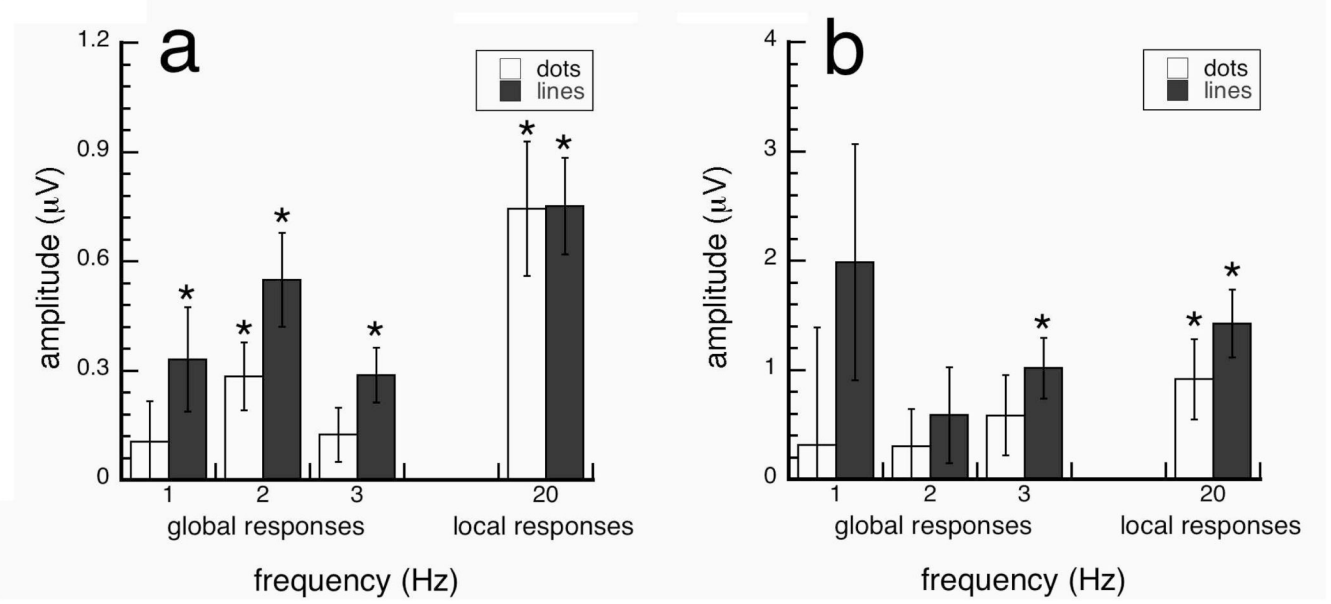 a
1.2
0.9
0.6
0.3
0
amplitude (μV)
dots
lines
* * * * * *
1 2 3 20
global responses local responses
frequency (Hz)
b
4
3
2
1
0
amplitude (μV)
dots
lines
* * *
1 2 3 20
global responses local responses
frequency (Hz)